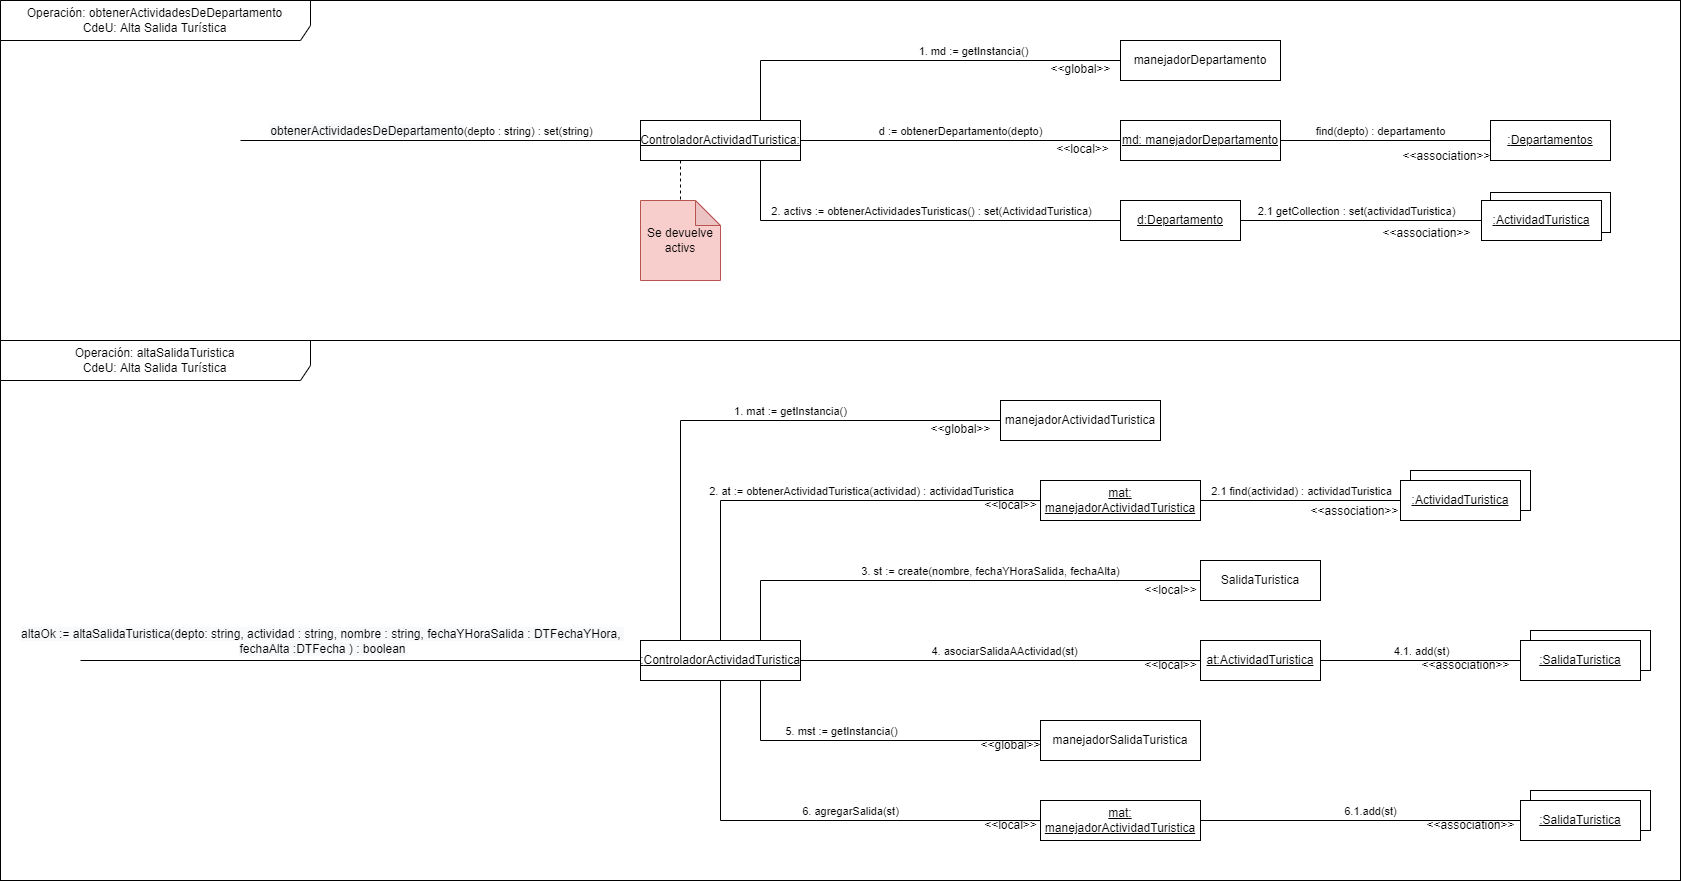 Operación: obtenerActividadesDeDepartamento
CdeU: Alta Salida Turística
1. md := getInstancia()
<<global>>
manejadorDepartamento
obtenerActividadesDeDepartamento(depto : string) : set(string)
ControladorActividadTuristica:
d := obtenerDepartamento(depto)
<<local>>
md: manejadorDepartamento
find(depto) : departamento
<<association>>
:Departamentos
Se devuelve
activs
2. activs := obtenerActividadesTuristicas() : set(ActividadTuristica)
d:Departamento
2.1 getCollection : set(actividadTuristica)
<<association>>
:ActividadTuristica
Operación: altaSalidaTuristica
CdeU: Alta Salida Turística
1. mat := getInstancia()
<<global>>
manejadorActividadTuristica
2. at := obtenerActividadTuristica(actividad) : actividadTuristica
<<local>>
mat:
manejadorActividadTuristica
2.1 find(actividad) : actividadTuristica
<<association>>
:ActividadTuristica
3. st := create(nombre, fechaYHoraSalida, fechaAlta)
<<local>>
SalidaTuristica
altaOk := altaSalidaTuristica(depto: string, actividad : string, nombre : string, fechaYHoraSalida : DTFechaYHora,
fechaAlta :DTFecha ) : boolean
:ControladorActividadTuristica
4. asociarSalidaAActividad(st)
<<local>>
at:ActividadTuristica
4.1. add(st)
<<association>>
:SalidaTuristica
5. mst := getInstancia()
<<global>>
manejadorSalidaTuristica
6. agregarSalida(st)
<<local>>
mat:
manejadorActividadTuristica
6.1.add(st)
<<association>>
:SalidaTuristica